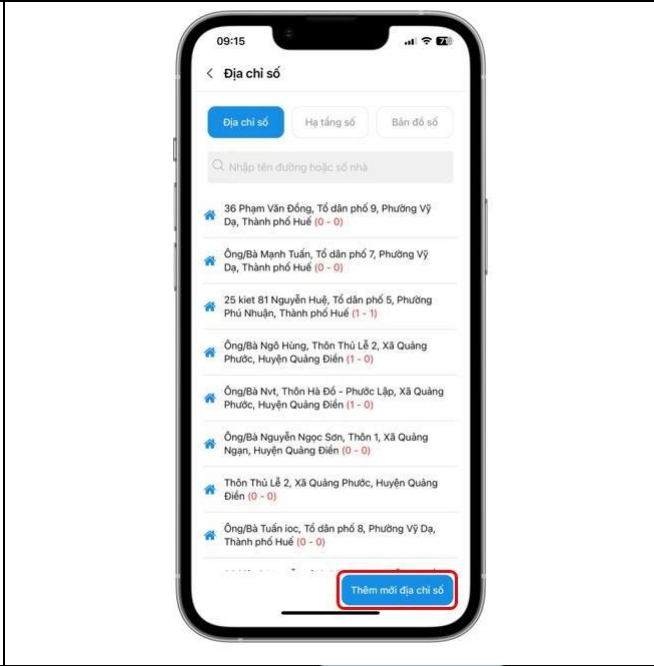 09:15
71
Địa chỉ số
Địa chỉ số
Hạ tầng số
Bản đồ số
Nhập tên đường hoặc số nhà
36 Phạm Văn Đồng, Tổ dân phố 9, Phường Vỹ
Dạ, Thành phố Huế (0 - 0)
Ông/Bà Mạnh Tuấn, Tổ dân phố 7, Phường Vỹ
Dạ, Thành phố Huế (0 - 0)
25 kiet 81 Nguyễn Huệ, Tổ dân phố 5, Phường
Phú Nhuận, Thành phố Huế (1 - 1)
Ông/Bà Ngô Hùng, Thôn Thủ Lễ 2, Xã Quảng
Phước, Huyện Quảng Điền (1 - 0)
Ông/Bà Nvt, Thôn Hà Đồ - Phước Lập, Xã Quảng
Phước, Huyện Quảng Điền (1 - 0)
Ông/Bà Nguyễn Ngọc Sơn, Thôn 1, Xã Quảng
Ngạn, Huyện Quảng Điền (0 - 0)
Thôn Thủ Lễ 2, Xã Quảng Phước, Huyện Quảng
Điền (0 - 0)
Ông/Bà Tuấn ioc, Tổ dân phố 8, Phường Vỹ Dạ,
Thành phố Huế (0 - 0)
Thêm mới địa chỉ số